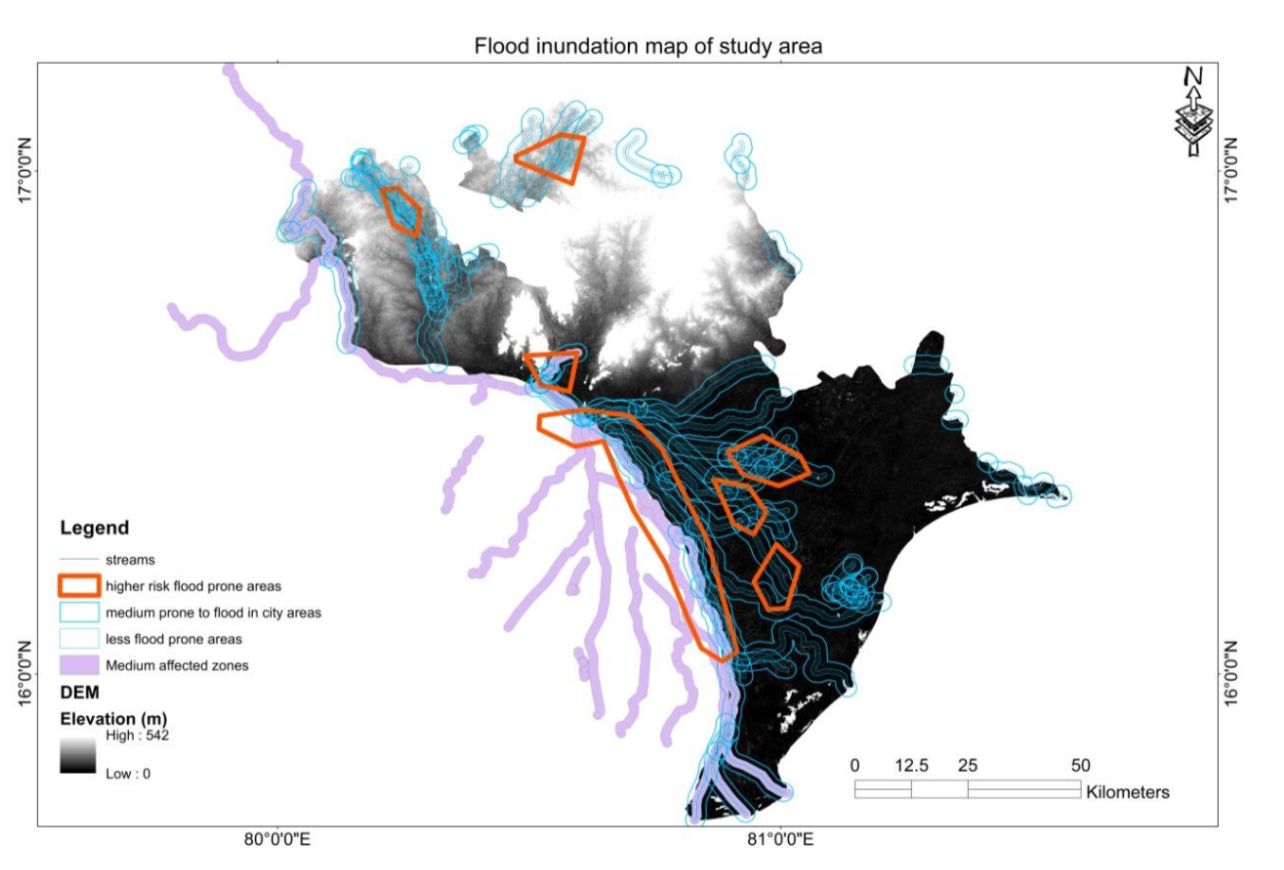 Flood inundation map of study area
N
17°0'0"N
17°0'0"N
Legend
streams
higher risk flood prone areas
medium prone to flood in city areas
less flood prone areas
Medium affected zones
DEM
Elevation (m)
High : 542
Low : 0
16°0'0"N
16°0'0"N
0 12.5 25 50
Kilometers
80°0'0"E
81°0'0"E